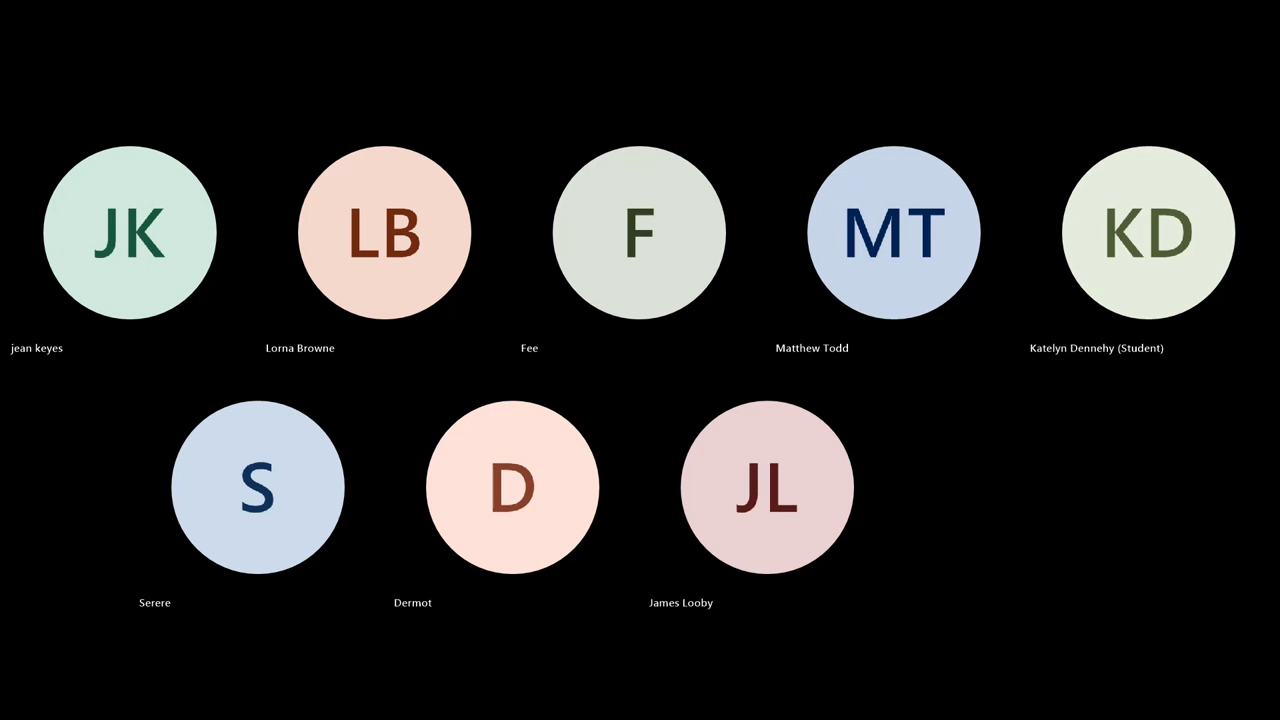 JK
LB
F
MT
KD
jean keyes
Lorna Browne
Fee
Matthew Todd
Katelyn Dennehy (Student)
S
D
JL
Serere
Dermot
James Looby